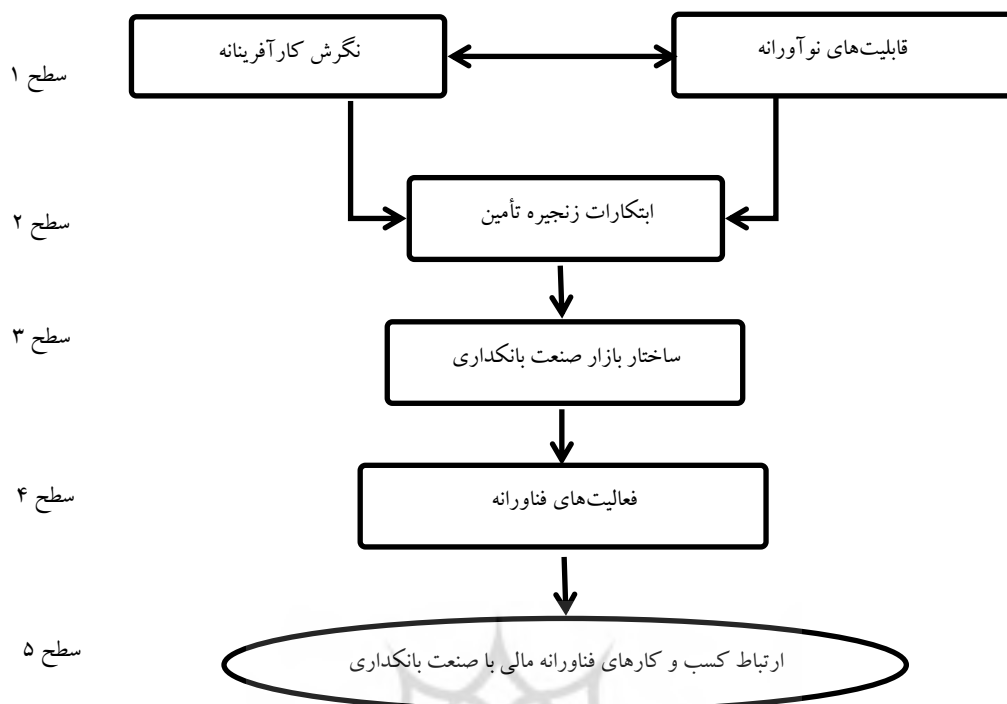 قابلیت‌های نوآورانه
نگرش کارآفرینانه
سطح ۱
ابتکارات زنجیره تأمین
سطح ۲
ساختار بازار صنعت بانکداری
سطح ۳
فعالیت‌های فناورانه
سطح ۴
ارتباط کسب و کارهای فناورانه مالی با صنعت بانکداری
سطح ۵